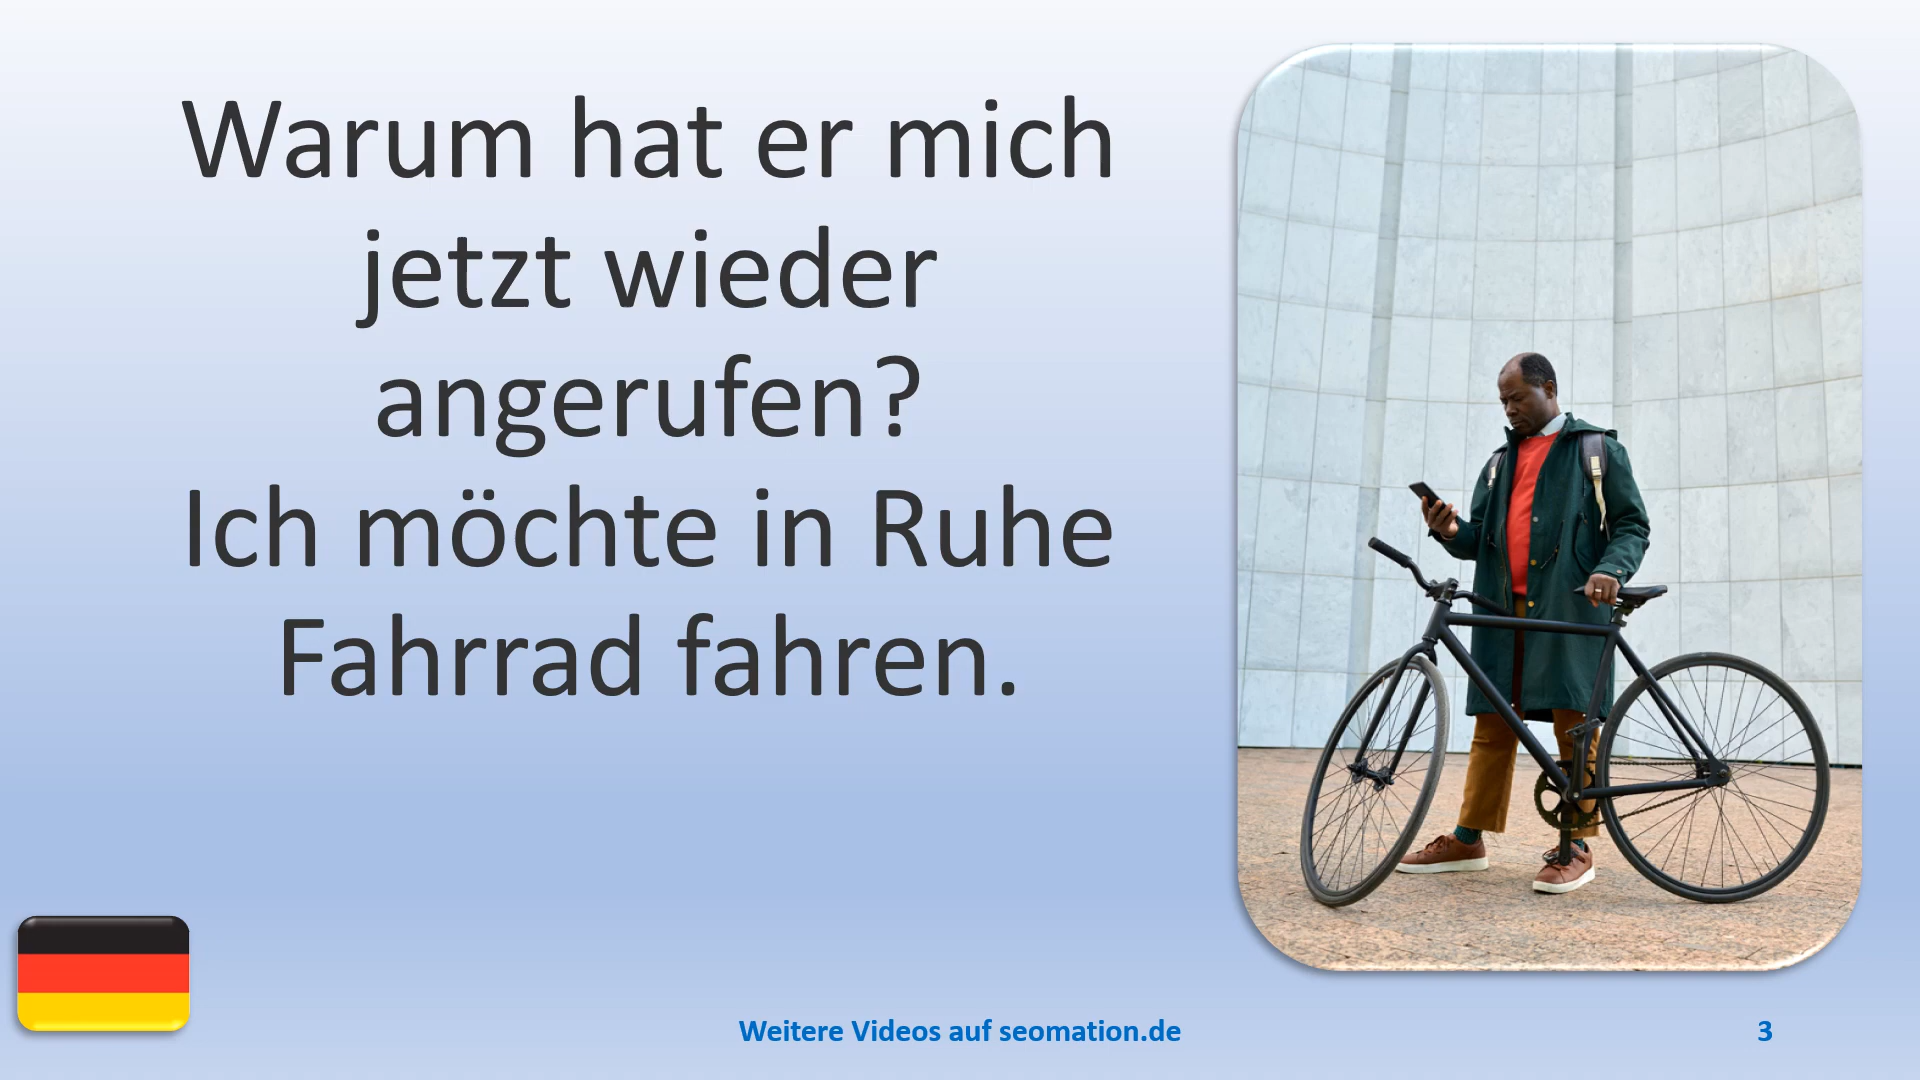 Warum hat er mich
jetzt wieder
angerufen?
Ich möchte in Ruhe
Fahrrad fahren.
Weitere Videos auf seomation.de
3